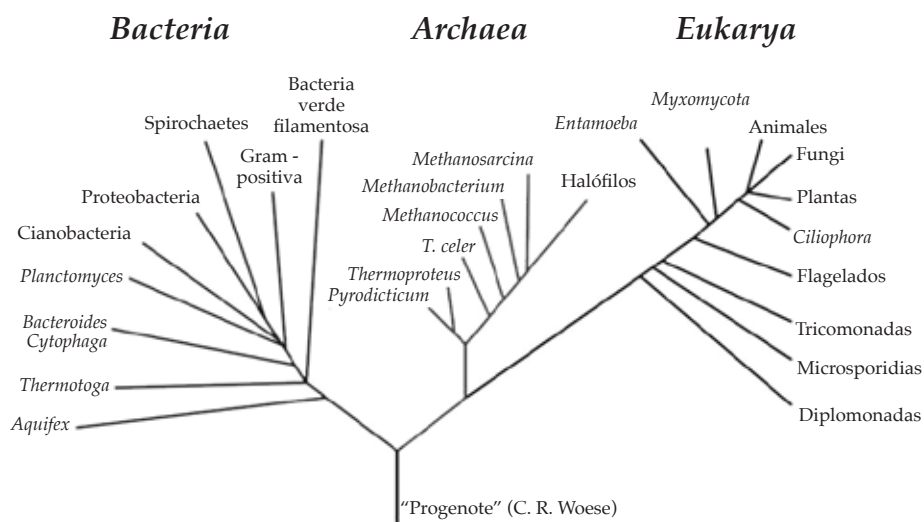 Bacteria
Archaea
Eukarya
Bacteria
verde
filamentosa
Spirochaetes
Gram -
positiva
Proteobacteria
Cianobacteria
Planctomyces
Bacteroides
Cytophaga
Thermotoga
Aquifex
Methanosarcina
Methanobacterium
Halófilos
Methanococcus
T. celer
Thermoproteus
Pyrodicticum
Myxomycota
Entamoeba
Animales
Fungi
Plantas
Ciliophora
Flagelados
Tricomonadas
Microsporidias
Diplomonadas
“Progenote” (C. R. Woese)